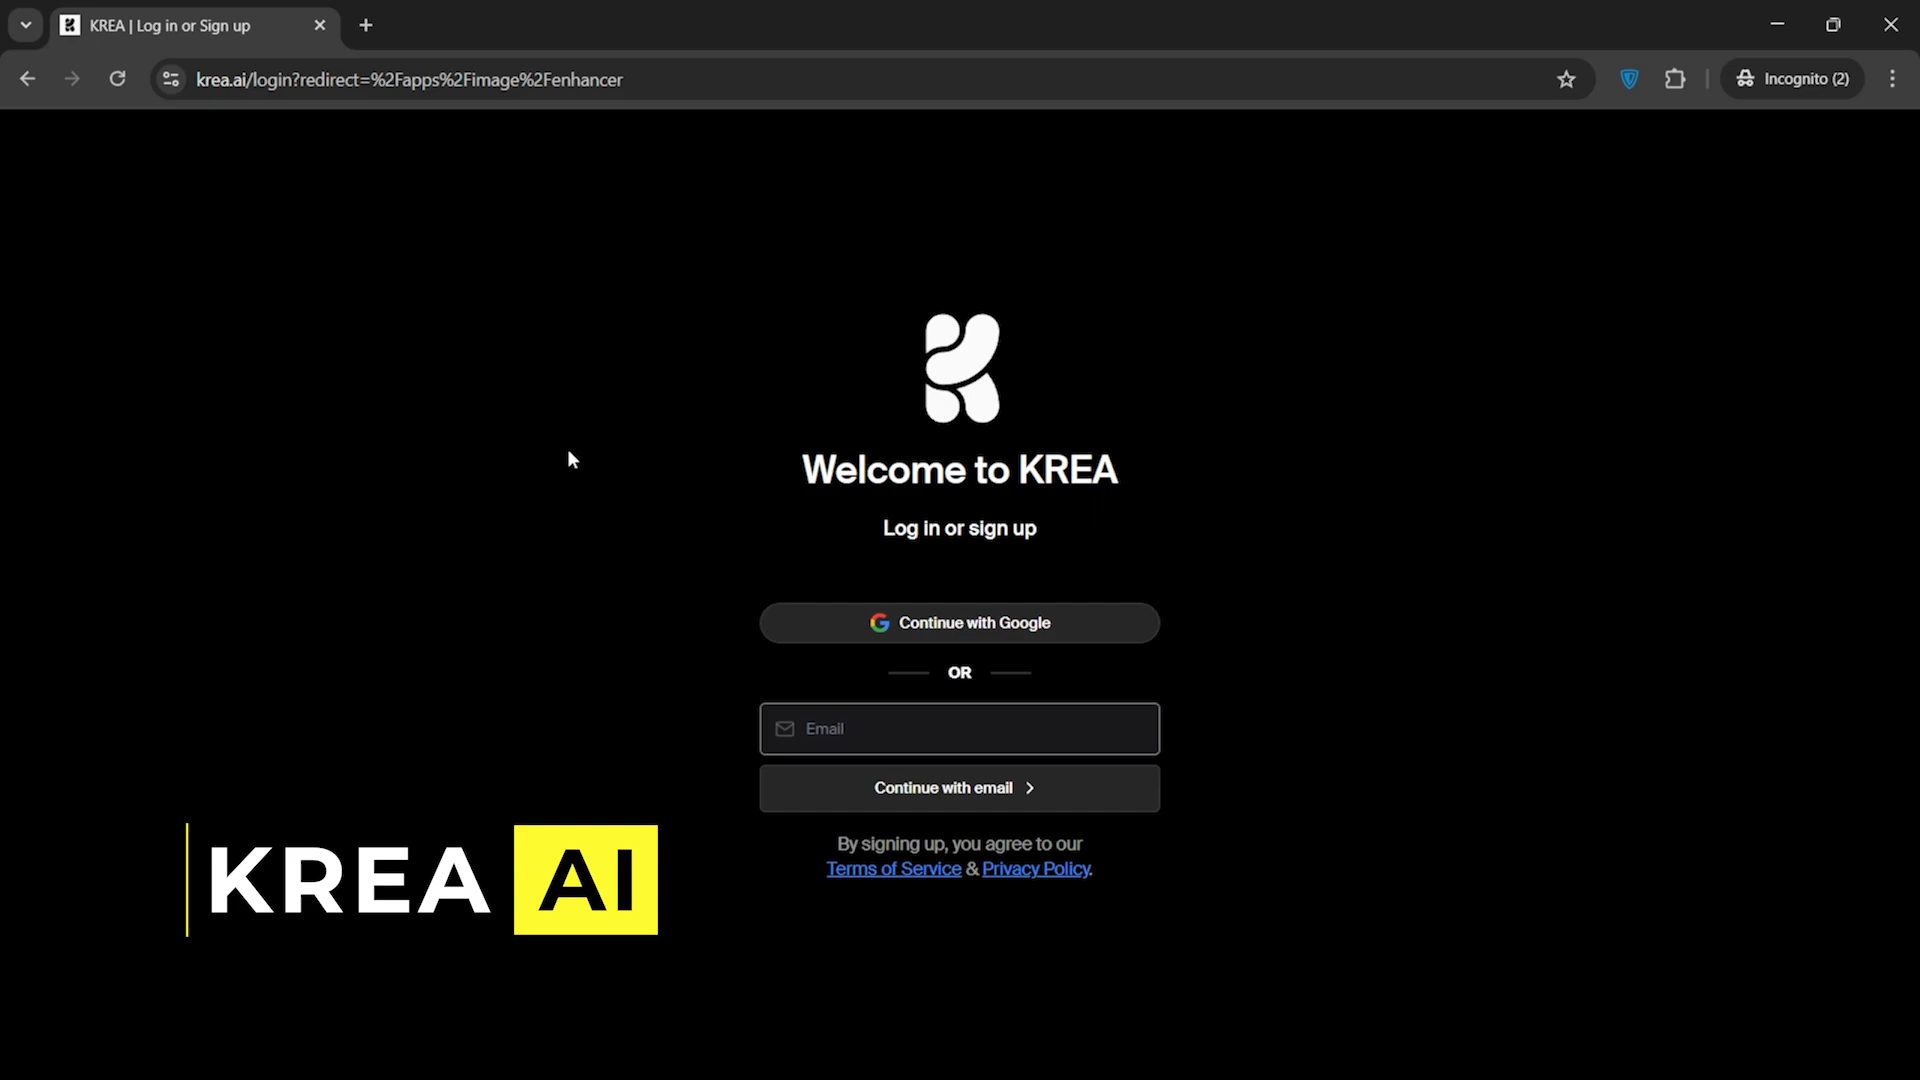 KREA | Log in or Sign up
krea.ai/login?redirect=%2Fapps%2Fimage%2Fenhancer
Incognito (2)
Welcome to KREA
Log in or sign up
Continue with Google
OR
Email
Continue with email
By signing up, you agree to our
Terms of Service & Privacy Policy.
KREA AI